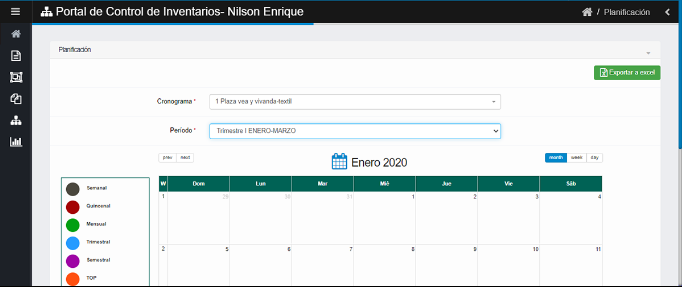 Portal de Control de Inventarios- Nilson Enrique
/ Planificación
Planificación
Exportar a excel
Cronograma *
1 Plaza vea y vivanda-textil
Periodo *
Trimestre I ENERO-MARZO
prev next
Enero 2020
month week day
W Dom Lun Mar Mié Jue Vie Sáb
1 29 30 31 1 2 3 4
2 5 6 7 8 9 10 11
Semanal
Quincenal
Mensual
Trimestral
Semestral
TOP